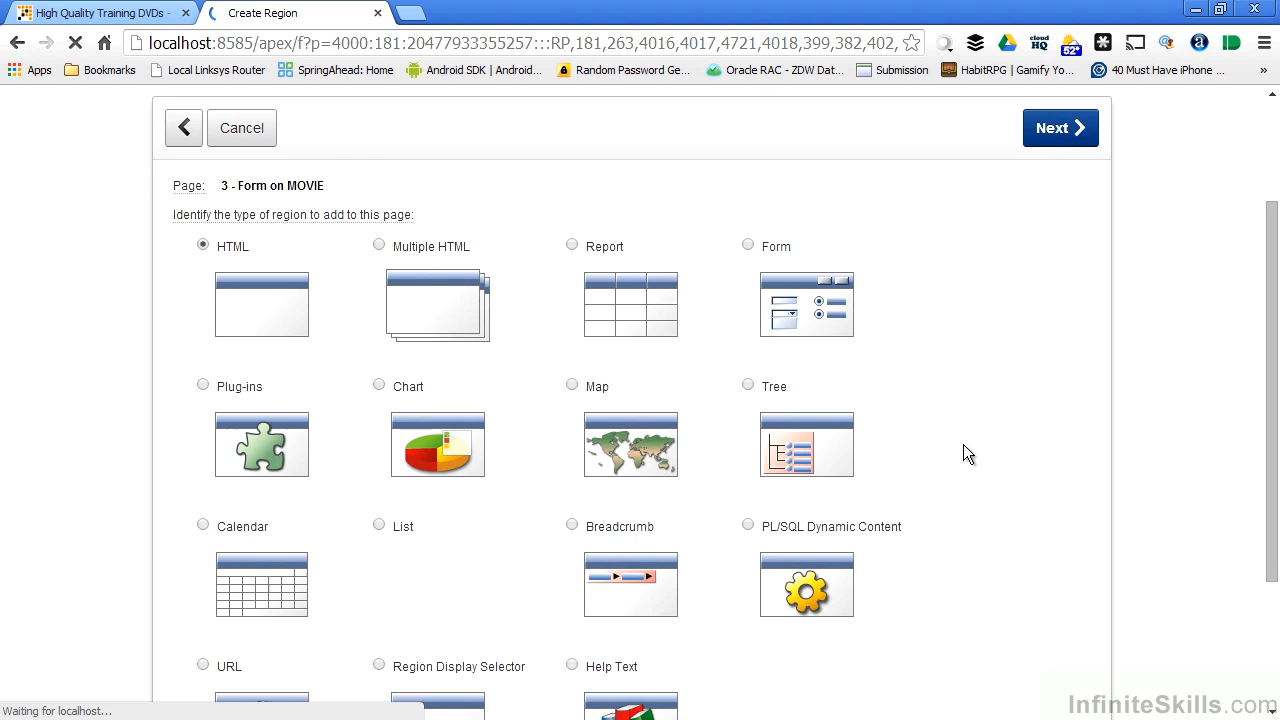 High Quality Training DVDs -
Create Region
localhost:8585/apex/f?p=4000:181:20477933355257:::RP,181,263,4016,4017,4721,4018,399,382,402,
cloud HQ
52°
Apps
Bookmarks
Local Linksys Router
SpringAhead: Home
Android SDK | Android...
Random Password Ge...
Oracle RAC - ZDW Dat...
Submission
HabitRPG | Gamify Yo...
40 Must Have iPhone ...
»
Cancel
Next
Page: 3 - Form on MOVIE
Identify the type of region to add to this page:
HTML
Multiple HTML
Report
Form
Plug-ins
Chart
Map
Tree
Calendar
List
Breadcrumb
PL/SQL Dynamic Content
URL
Region Display Selector
Help Text
Waiting for localhost...
InfiniteSkills.com